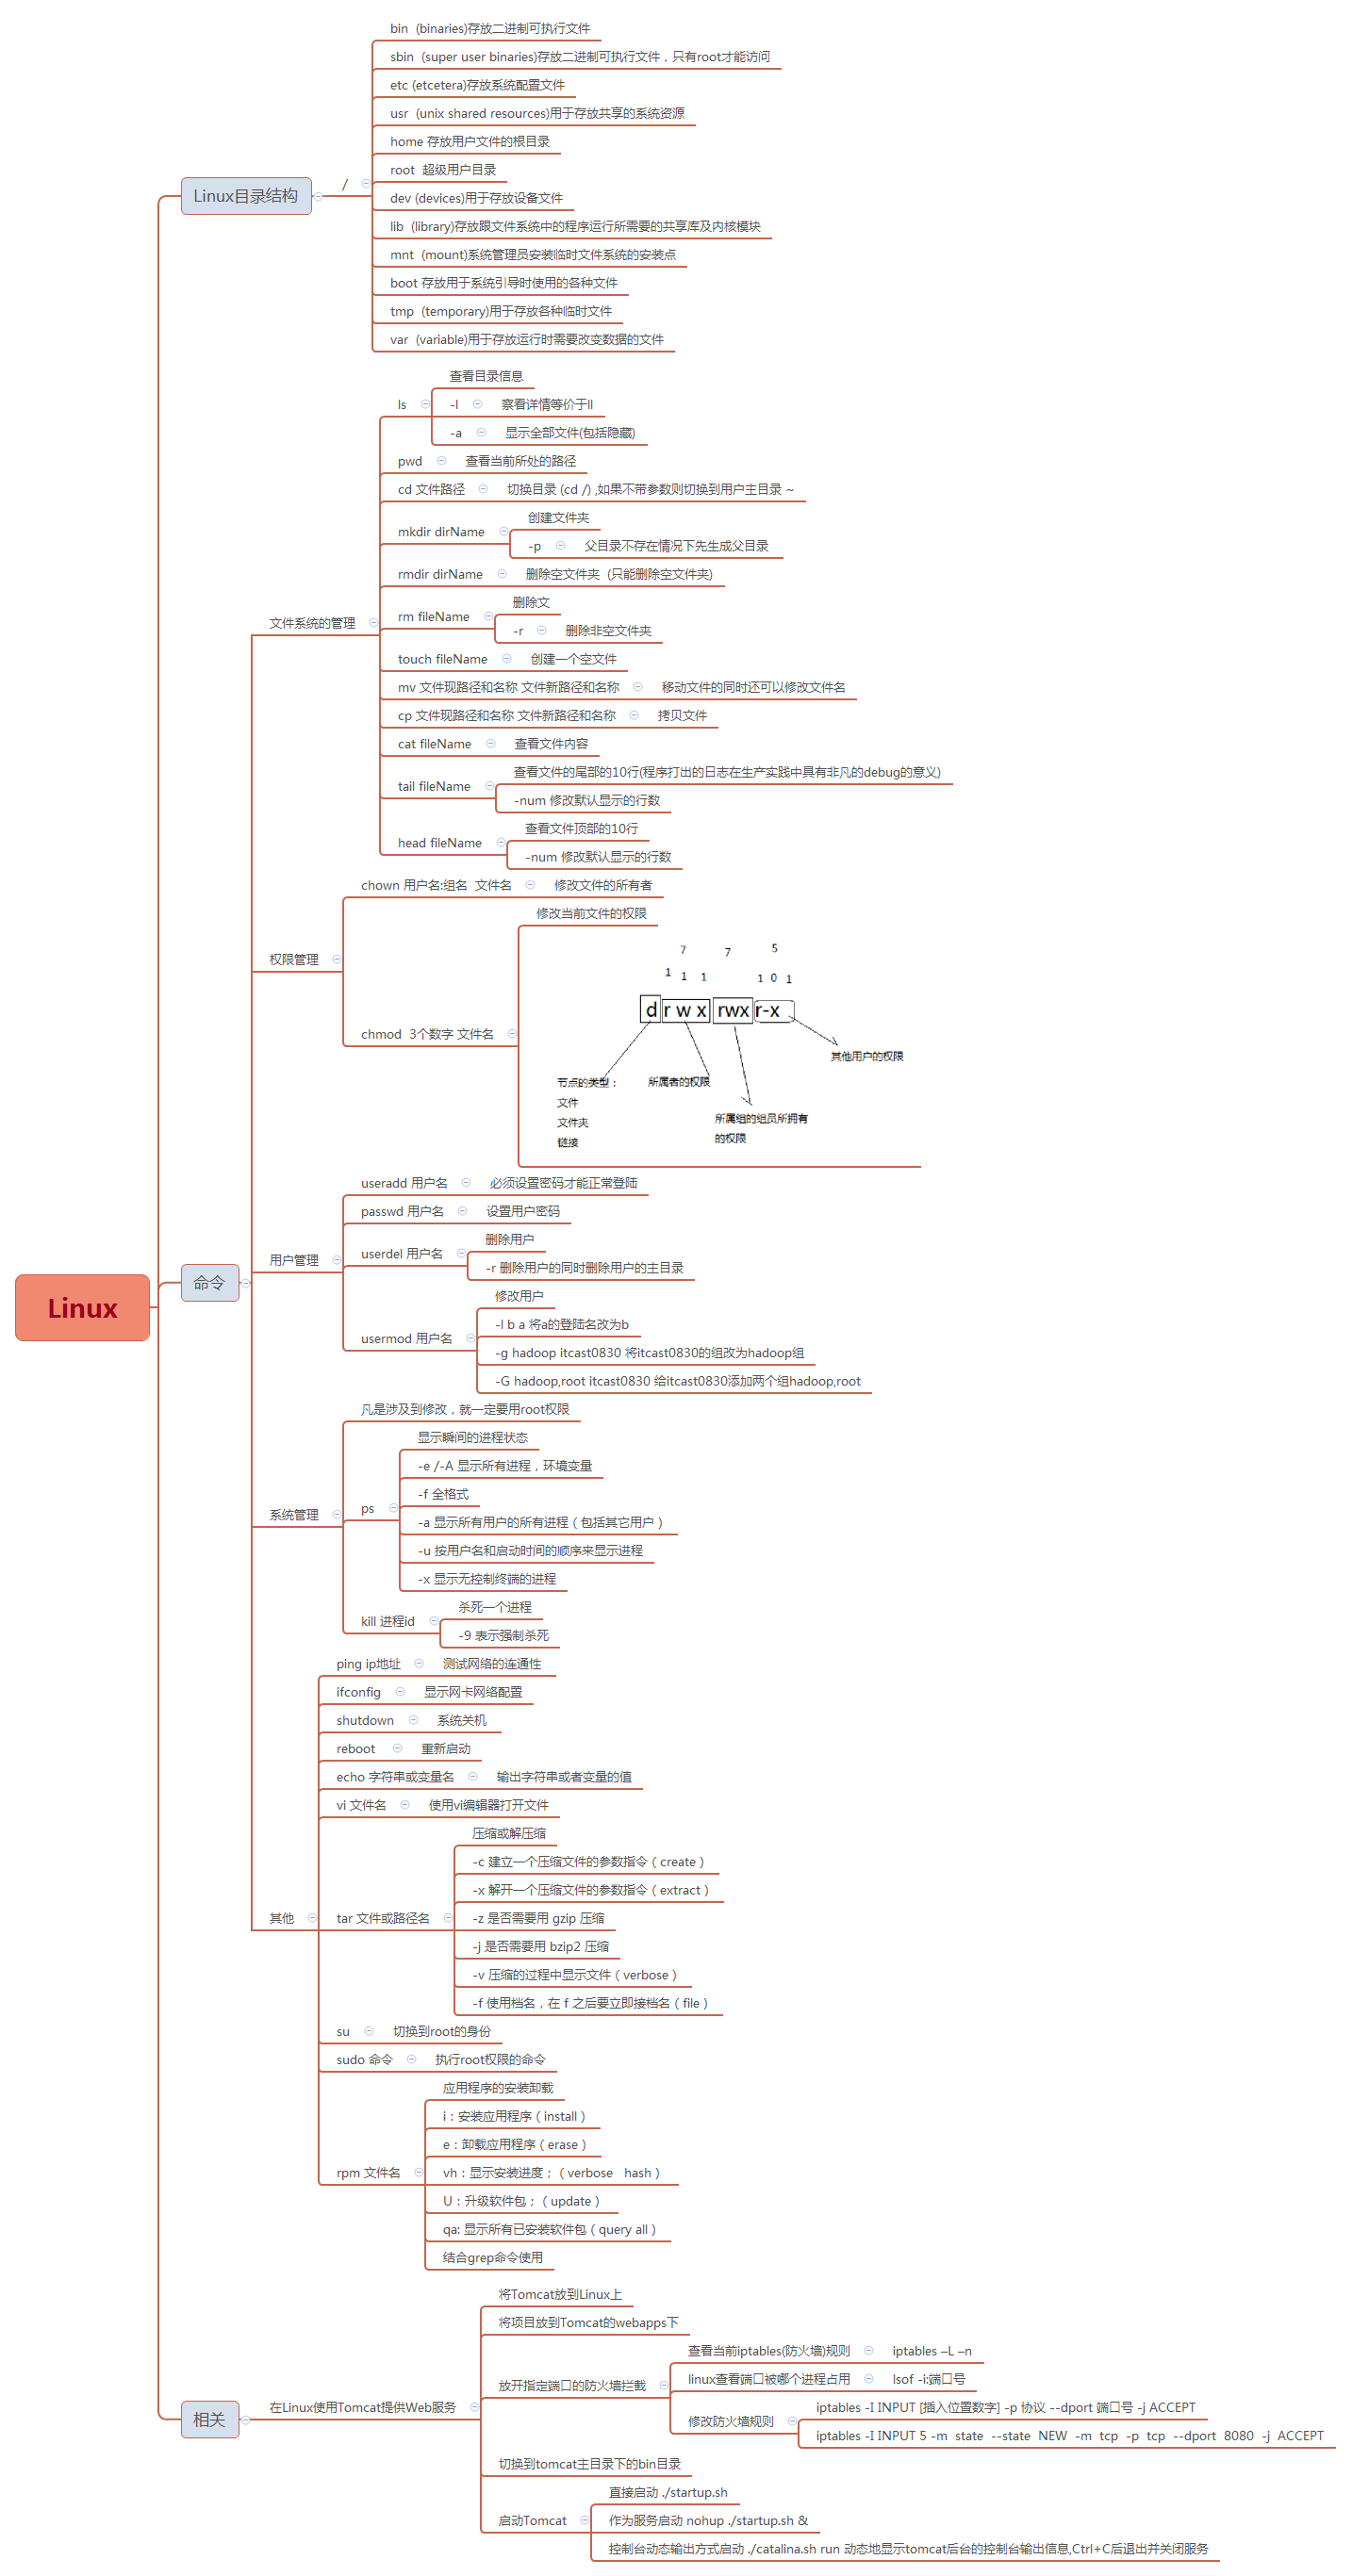 Linux
Linux目录结构
/
bin  (binaries)存放二进制可执行文件
sbin  (super user binaries)存放二进制可执行文件，只有root才能访问
etc (etcetera)存放系统配置文件
usr  (unix shared resources)用于存放共享的系统资源
home 存放用户文件的根目录
root  超级用户目录
dev (devices)用于存放设备文件
lib  (library)存放跟文件系统中的程序运行所需要的共享库及内核模块
mnt  (mount)系统管理员安装临时文件系统的安装点
boot 存放用于系统引导时使用的各种文件
tmp  (temporary)用于存放各种临时文件
var  (variable)用于存放运行时需要改变数据的文件
命令
文件系统的管理
ls
查看目录信息
-l 察看详情等价于ll
-a 显示全部文件(包括隐藏)
pwd 查看当前所处的路径
cd 文件路径 切换目录 (cd /) ,如果不带参数则切换到用户主目录 ~
mkdir dirName
创建文件夹
-p 父目录不存在情况下先生成父目录
rmdir dirName 删除空文件夹  (只能删除空文件夹)
rm fileName
删除文
-r 删除非空文件夹
touch fileName 创建一个空文件
mv 文件现路径和名称 文件新路径和名称 移动文件的同时还可以修改文件名
cp 文件现路径和名称 文件新路径和名称 拷贝文件
cat fileName 查看文件内容
tail fileName
查看文件的尾部的10行(程序打出的日志在生产实践中具有非凡的debug的意义)
-num 修改默认显示的行数
head fileName
查看文件顶部的10行
-num 修改默认显示的行数
权限管理
chown 用户名:组名  文件名 修改文件的所有者
chmod  3个数字 文件名
修改当前文件的权限
7 7 5
1 1 1 1 0 1
d r w x rwx r-x
其他用户的权限
节点的类型：
文件
文件夹
链接
所属者的权限
所属组的组员所拥有
的权限
用户管理
useradd 用户名 必须设置密码才能正常登陆
passwd 用户名 设置用户密码
userdel 用户名
删除用户
-r 删除用户的同时删除用户的主目录
usermod 用户名
修改用户
-l b a 将a的登陆名改为b
-g hadoop itcast0830 将itcast0830的组改为hadoop组
-G hadoop,root itcast0830 给itcast0830添加两个组hadoop,root
系统管理
凡是涉及到修改，就一定要用root权限
ps
显示瞬间的进程状态
-e /-A 显示所有进程，环境变量
-f 全格式
-a 显示所有用户的所有进程（包括其它用户）
-u 按用户名和启动时间的顺序来显示进程
-x 显示无控制终端的进程
kill 进程id
杀死一个进程
-9 表示强制杀死
其他
ping ip地址 测试网络的连通性
ifconfig 显示网卡网络配置
shutdown 系统关机
reboot 重新启动
echo 字符串或变量名 输出字符串或者变量的值
vi 文件名 使用vi编辑器打开文件
tar 文件或路径名
压缩或解压缩
-c 建立一个压缩文件的参数指令（create）
-x 解开一个压缩文件的参数指令（extract）
-z 是否需要用 gzip 压缩
-j 是否需要用 bzip2 压缩
-v 压缩的过程中显示文件（verbose）
-f 使用档名，在 f 之后要立即接档名（file）
su 切换到root的身份
sudo 命令 执行root权限的命令
rpm 文件名
应用程序的安装卸载
i：安装应用程序（install）
e：卸载应用程序（erase）
vh：显示安装进度；（verbose   hash）
U：升级软件包；（update）
qa: 显示所有已安装软件包（query all）
结合grep命令使用
相关
在Linux使用Tomcat提供Web服务
将Tomcat放到Linux上
将项目放到Tomcat的webapps下
放开指定端口的防火墙拦截
查看当前iptables(防火墙)规则 iptables –L –n
linux查看端口被哪个进程占用 lsof -i:端口号
修改防火墙规则
iptables -I INPUT [插入位置数字] -p 协议 --dport 端口号 -j ACCEPT
iptables -I INPUT 5 -m  state  --state  NEW  -m  tcp  -p  tcp  --dport  8080  -j  ACCEPT
切换到tomcat主目录下的bin目录
启动Tomcat
直接启动 ./startup.sh
作为服务启动 nohup ./startup.sh &
控制台动态输出方式启动 ./catalina.sh run 动态地显示tomcat后台的控制台输出信息,Ctrl+C后退出并关闭服务